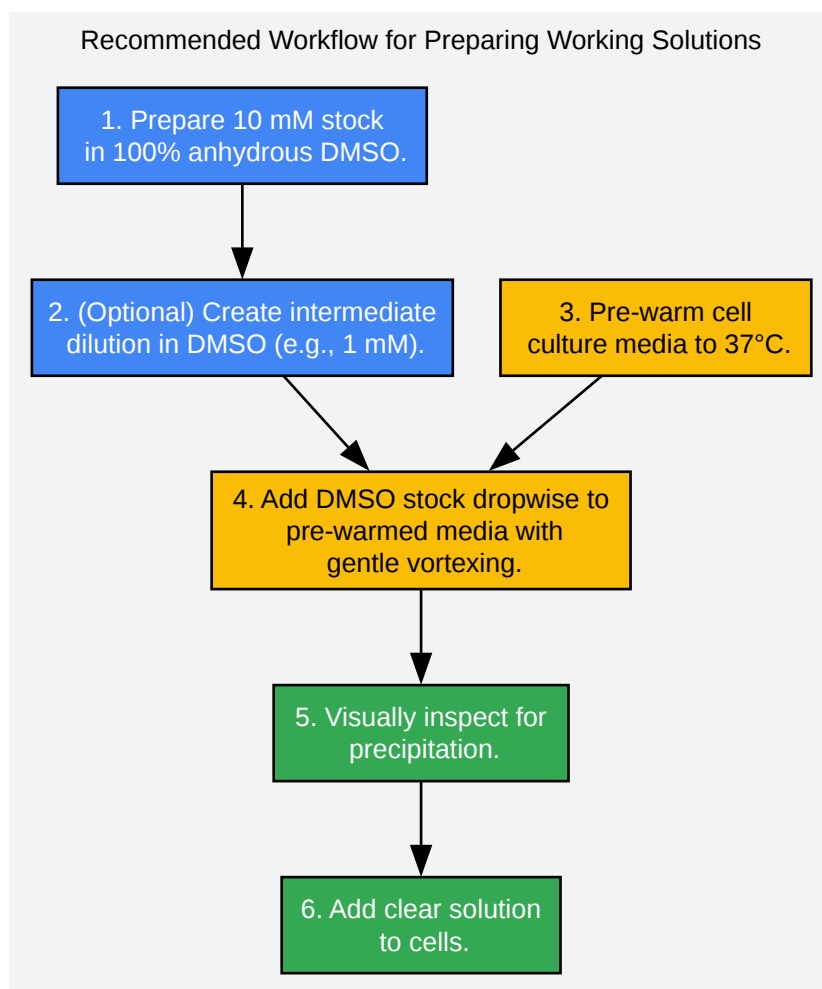 Recommended Workflow for Preparing Working Solutions
1. Prepare 10 mM stock
in 100% anhydrous DMSO.
2. (Optional) Create intermediate
dilution in DMSO (e.g., 1 mM).
3. Pre-warm cell
culture media to 37°C.
4. Add DMSO stock dropwise to
pre-warmed media with
gentle vortexing.
5. Visually inspect for
precipitation.
6. Add clear solution
to cells.